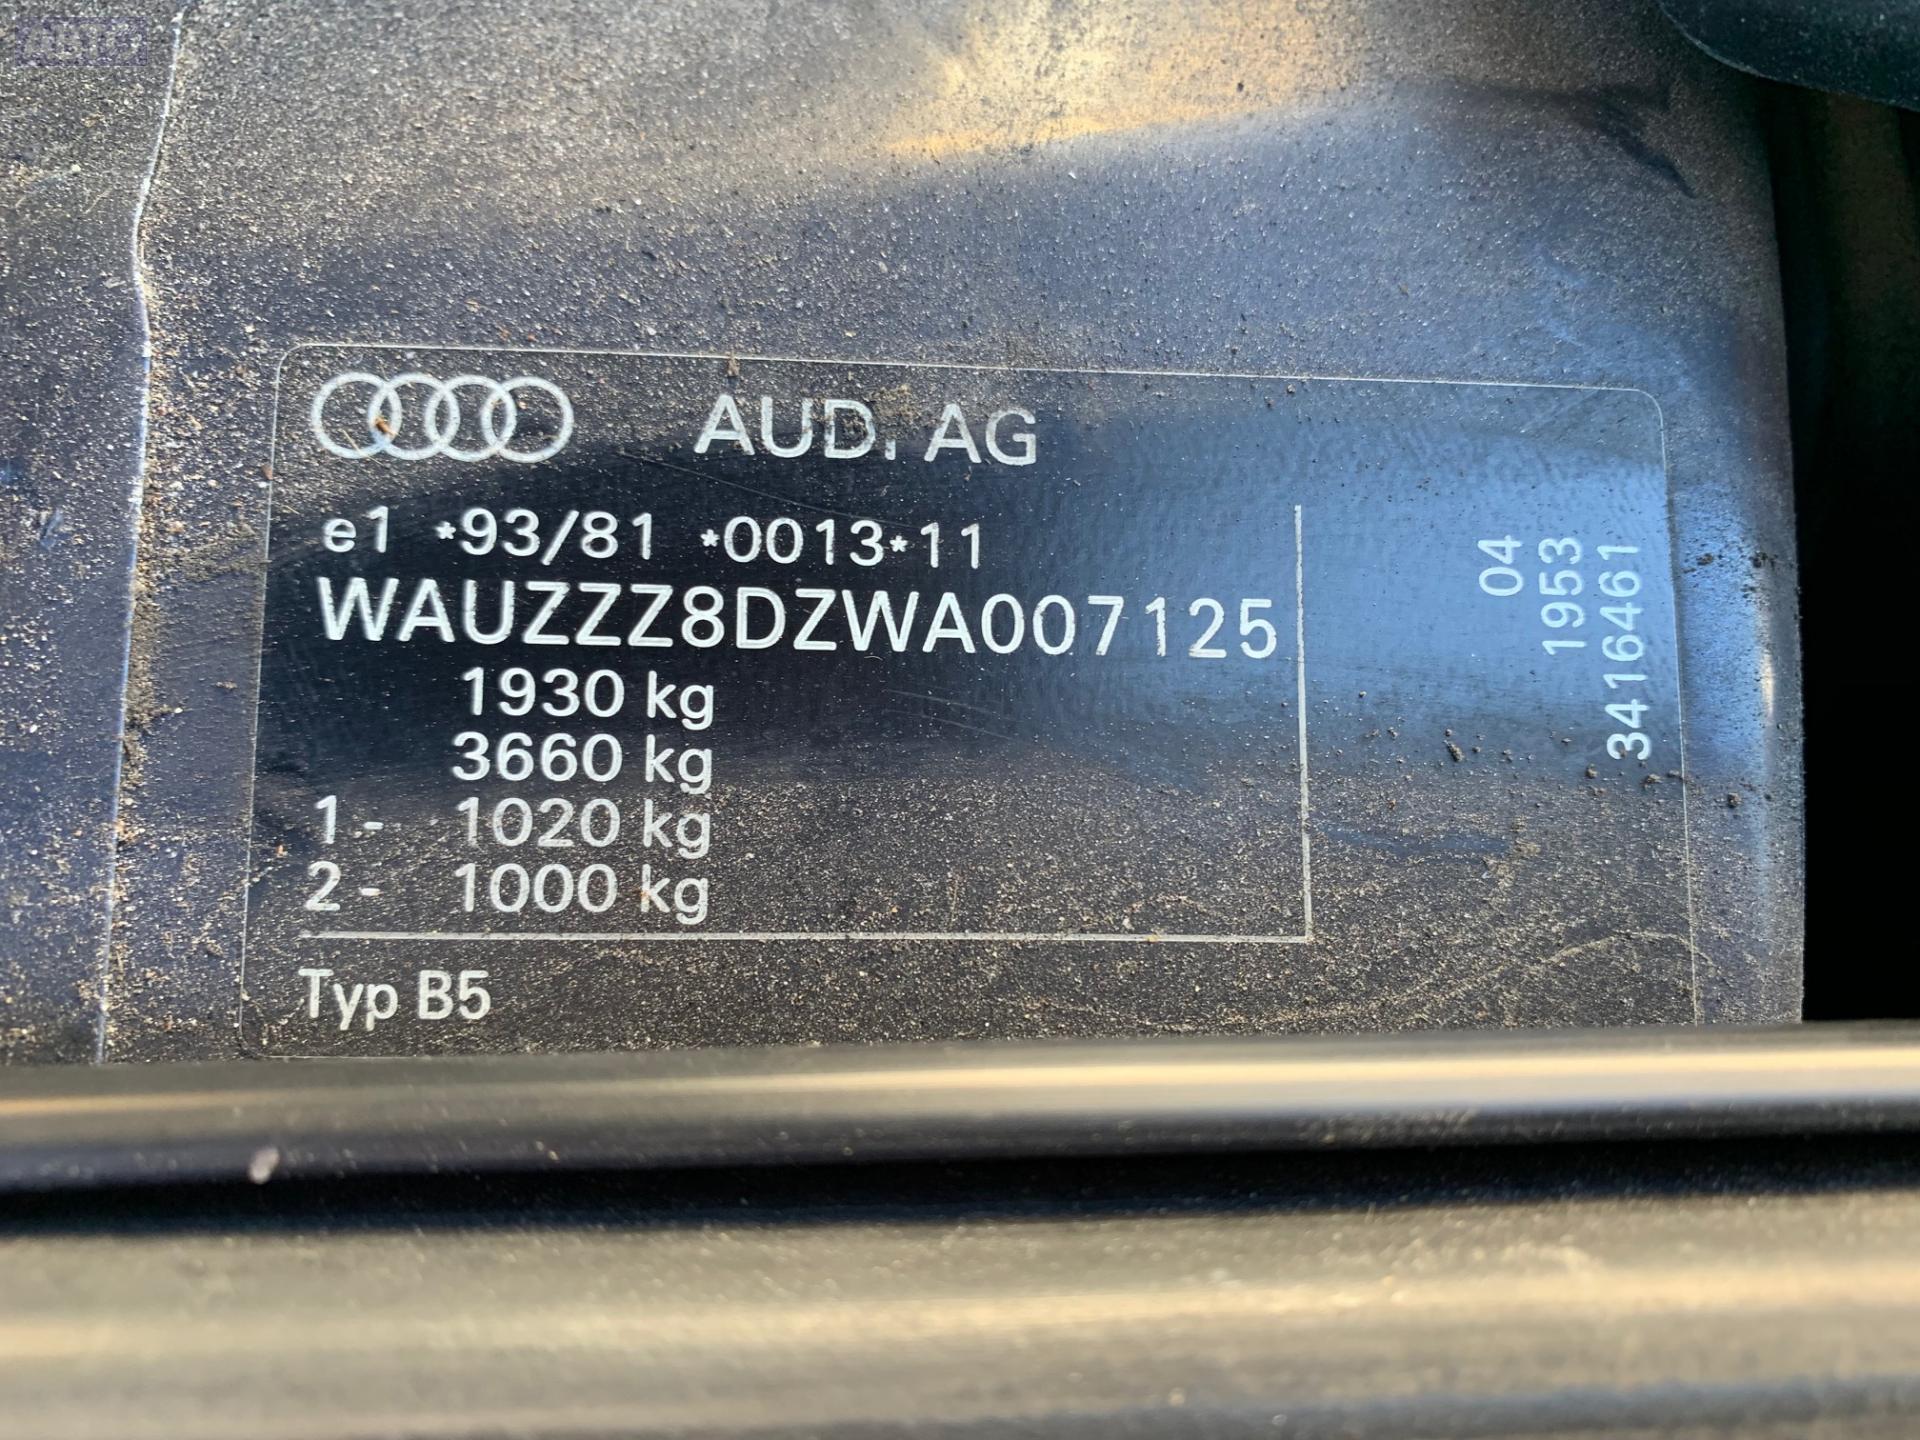 AUDI AG
e1 *93/81 *0013*11
WAUZZZ8DZWA007125
1930 kg
3660 kg
1- 1020 kg
2- 1000 kg
Typ B5
04
1953
3416461